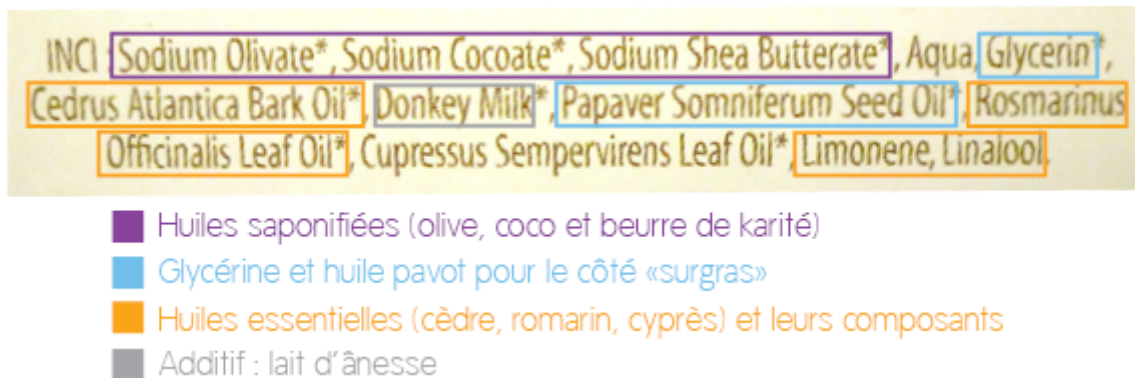 INCI : Sodium Olivate*, Sodium Cocoate*, Sodium Shea Butterate*, Aqua, Glycerin*,
Cedrus Atlantica Bark Oil*, Donkey Milk*, Papaver Somniferum Seed Oil*, Rosmarinus
Officinalis Leaf Oil*, Cupressus Sempervirens Leaf Oil*, Limonene, Linalool.
Huiles saponifiées (olive, coco et beurre de karité)
Glycérine et huile pavot pour le côté «surgras»
Huiles essentielles (cèdre, romarin, cyprès) et leurs composants
Additif : lait d'ânesse